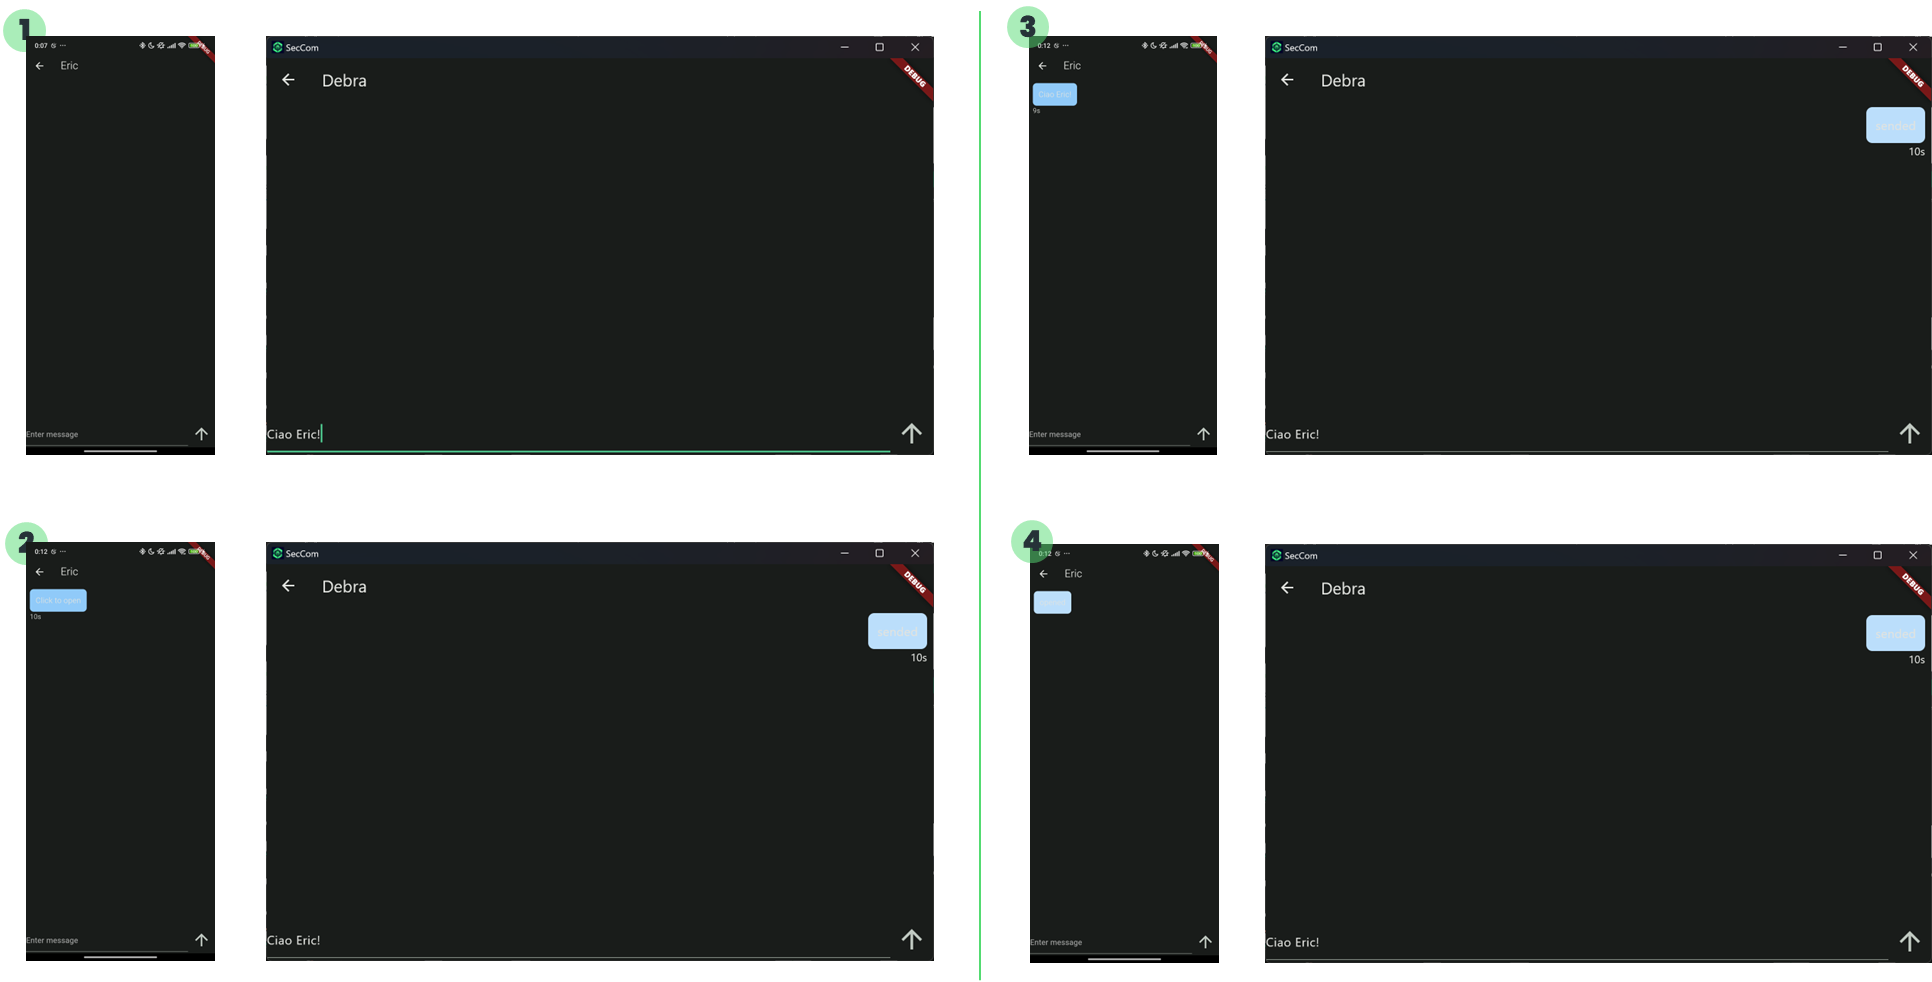 1
0:07
Eric
Enter message
SecCom
Debra
DEBUG
Ciao Eric!
2
0:12
Eric
Click to open
10s
Enter message
SecCom
Debra
DEBUG
sended
10s
Ciao Eric!
3
0:12
Eric
Ciao Eric!
9s
Enter message
SecCom
Debra
DEBUG
sended
10s
Ciao Eric!
4
0:12
Eric
Enter message
SecCom
Debra
DEBUG
sended
10s
Ciao Eric!